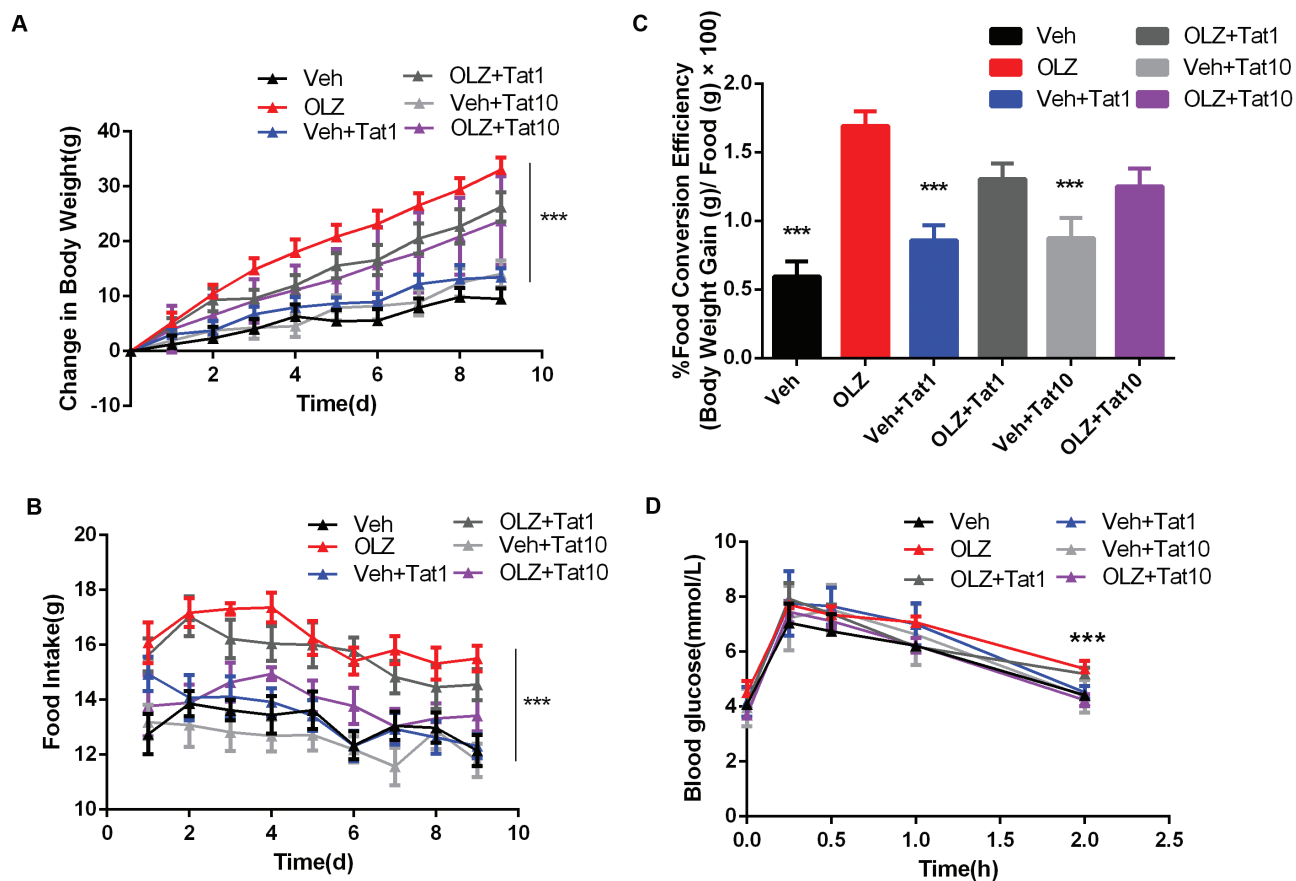 A
Veh
OLZ
Veh+Tat1
OLZ+Tat1
Veh+Tat10
OLZ+Tat10
Change in Body Weight(g)
40
30
20
10
0
-10
2
4
6
8
10
Time(d)
***
C
Veh
OLZ
Veh+Tat1
OLZ+Tat1
Veh+Tat10
OLZ+Tat10
%Food Conversion Efficiency
(Body Weight Gain (g)/ Food (g) × 100)
2.0
1.5
1.0
0.5
0.0
***
***
***
Veh
OLZ
Veh+Tat1
OLZ+Tat1
Veh+Tat10
OLZ+Tat10
B
Veh
OLZ
Veh+Tat1
OLZ+Tat1
Veh+Tat10
OLZ+Tat10
Food Intake(g)
20
18
16
14
12
10
0
2
4
6
8
10
Time(d)
***
D
Veh
OLZ
OLZ+Tat1
Veh+Tat1
Veh+Tat10
OLZ+Tat10
Blood glucose(mmol/L)
10
8
6
4
2
0
0.0
0.5
1.0
1.5
2.0
2.5
Time(h)
***